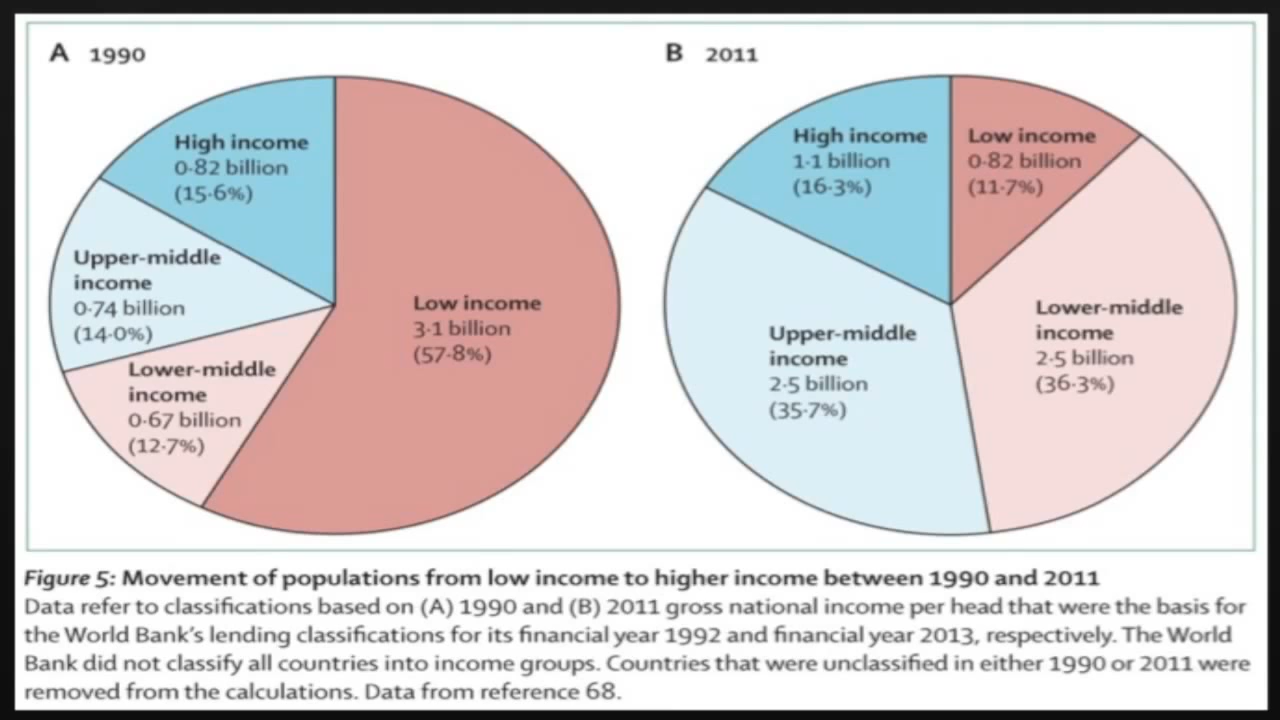 A 1990
High income
0·82 billion
(15·6%)
Upper-middle
income
0·74 billion
(14·0%)
Lower-middle
income
0·67 billion
(12·7%)
Low income
3·1 billion
(57·8%)
B 2011
High income
1·1 billion
(16·3%)
Low income
0·82 billion
(11·7%)
Upper-middle
income
2·5 billion
(35·7%)
Lower-middle
income
2·5 billion
(36·3%)
Figure 5: Movement of populations from low income to higher income between 1990 and 2011
Data refer to classifications based on (A) 1990 and (B) 2011 gross national income per head that were the basis for
the World Bank's lending classifications for its financial year 1992 and financial year 2013, respectively. The World
Bank did not classify all countries into income groups. Countries that were unclassified in either 1990 or 2011 were
removed from the calculations. Data from reference 68.